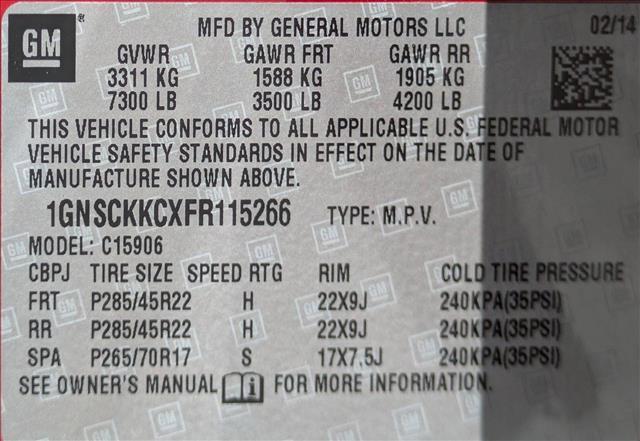 GM
®
MFD BY GENERAL MOTORS LLC 02/14
GVWR GAWR FRT GAWR RR
3311 KG 1588 KG 1905 KG
7300 LB 3500 LB 4200 LB
THIS VEHICLE CONFORMS TO ALL APPLICABLE U.S. FEDERAL MOTOR
VEHICLE SAFETY STANDARDS IN EFFECT ON THE DATE OF
MANUFACTURE SHOWN ABOVE.
1GNSCKKCXFR115266 TYPE: M.P.V.
MODEL: C15906
CBPJ TIRE SIZE SPEED RTG RIM COLD TIRE PRESSURE
FRT P285/45R22 H 22X9J 240KPA(35PSI)
RR P285/45R22 H 22X9J 240KPA(35PSI)
SPA P265/70R17 S 17X7.5J 240KPA(35PSI)
SEE OWNER'S MANUAL i FOR MORE INFORMATION.